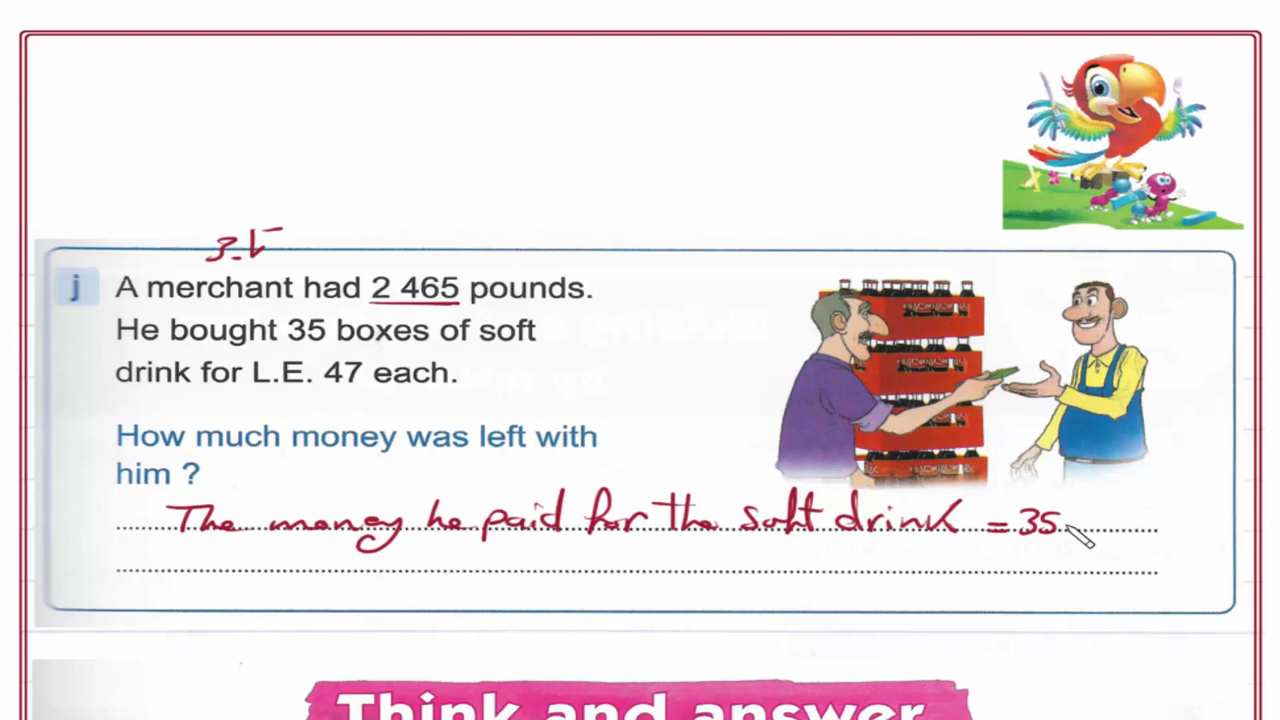 j
A merchant had 2 465 pounds.
He bought 35 boxes of soft
drink for L.E. 47 each.
How much money was left with
him ?
The money he paid for the soft drink = 35
Think and answer